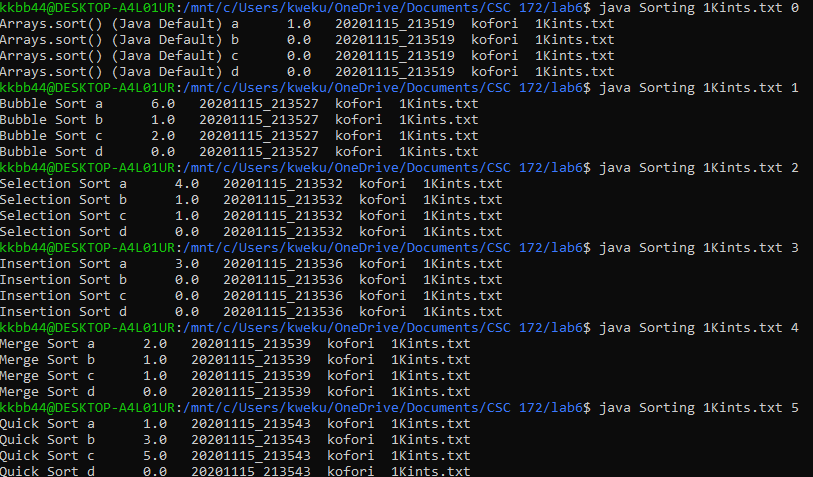 kkbb44@DESKTOP-A4L01UR:/mnt/c/Users/kweku/OneDrive/Documents/CSC 172/lab6$ java Sorting 1Kints.txt 0
Arrays.sort() (Java Default) a      1.0   20201115_213519  kofori  1Kints.txt
Arrays.sort() (Java Default) b      0.0   20201115_213519  kofori  1Kints.txt
Arrays.sort() (Java Default) c      0.0   20201115_213519  kofori  1Kints.txt
Arrays.sort() (Java Default) d      0.0   20201115_213519  kofori  1Kints.txt
kkbb44@DESKTOP-A4L01UR:/mnt/c/Users/kweku/OneDrive/Documents/CSC 172/lab6$ java Sorting 1Kints.txt 1
Bubble Sort a      6.0   20201115_213527  kofori  1Kints.txt
Bubble Sort b      1.0   20201115_213527  kofori  1Kints.txt
Bubble Sort c      2.0   20201115_213527  kofori  1Kints.txt
Bubble Sort d      0.0   20201115_213527  kofori  1Kints.txt
kkbb44@DESKTOP-A4L01UR:/mnt/c/Users/kweku/OneDrive/Documents/CSC 172/lab6$ java Sorting 1Kints.txt 2
Selection Sort a      4.0   20201115_213532  kofori  1Kints.txt
Selection Sort b      1.0   20201115_213532  kofori  1Kints.txt
Selection Sort c      1.0   20201115_213532  kofori  1Kints.txt
Selection Sort d      0.0   20201115_213532  kofori  1Kints.txt
kkbb44@DESKTOP-A4L01UR:/mnt/c/Users/kweku/OneDrive/Documents/CSC 172/lab6$ java Sorting 1Kints.txt 3
Insertion Sort a      3.0   20201115_213536  kofori  1Kints.txt
Insertion Sort b      0.0   20201115_213536  kofori  1Kints.txt
Insertion Sort c      0.0   20201115_213536  kofori  1Kints.txt
Insertion Sort d      0.0   20201115_213536  kofori  1Kints.txt
kkbb44@DESKTOP-A4L01UR:/mnt/c/Users/kweku/OneDrive/Documents/CSC 172/lab6$ java Sorting 1Kints.txt 4
Merge Sort a      2.0   20201115_213539  kofori  1Kints.txt
Merge Sort b      1.0   20201115_213539  kofori  1Kints.txt
Merge Sort c      1.0   20201115_213539  kofori  1Kints.txt
Merge Sort d      0.0   20201115_213539  kofori  1Kints.txt
kkbb44@DESKTOP-A4L01UR:/mnt/c/Users/kweku/OneDrive/Documents/CSC 172/lab6$ java Sorting 1Kints.txt 5
Quick Sort a      1.0   20201115_213543  kofori  1Kints.txt
Quick Sort b      3.0   20201115_213543  kofori  1Kints.txt
Quick Sort c      5.0   20201115_213543  kofori  1Kints.txt
Quick Sort d      0.0   20201115_213543  kofori  1Kints.txt